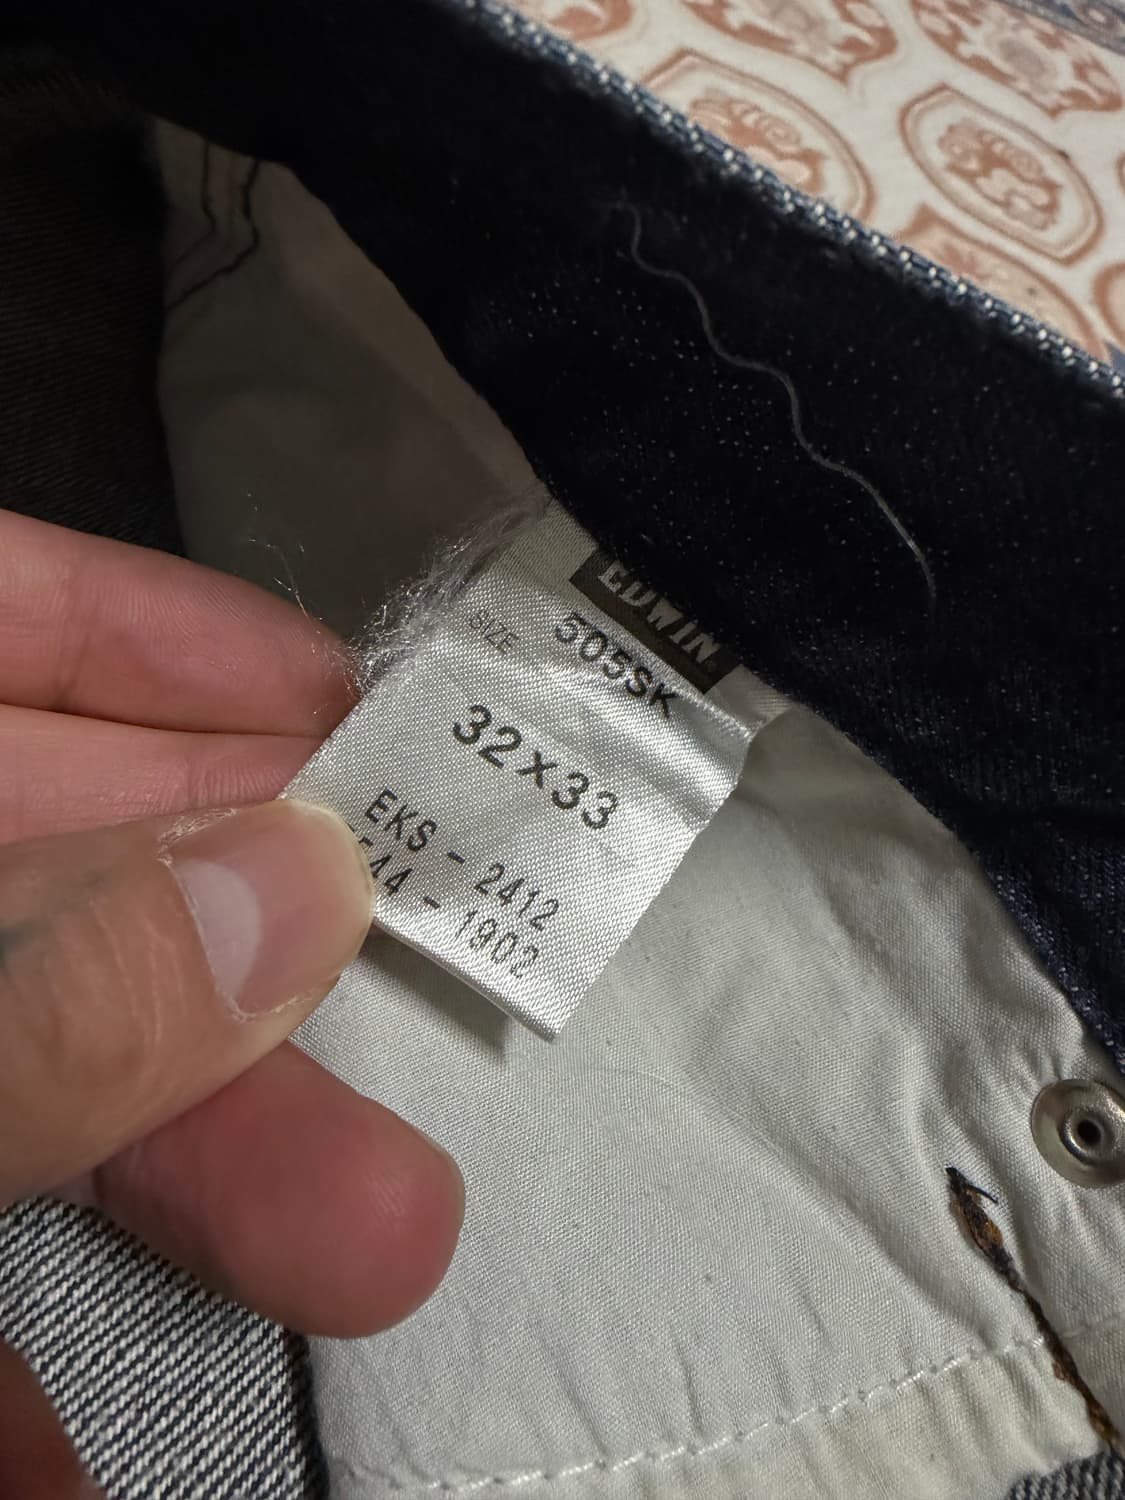 EDWIN
505SK
SIZE
32×33
EKS - 2412
44 - 1902